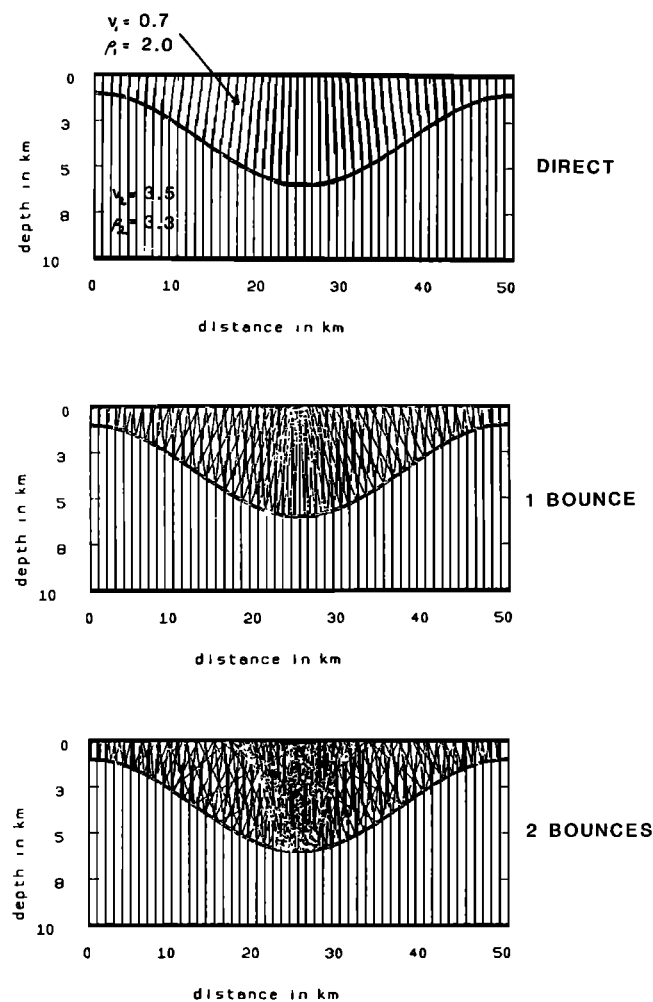 v₁ = 0.7
ρ₁ = 2.0
0
3
5
8
10
depth in km
v₂ = 3.5
ρ₂ = 3.3
DIRECT
0 10 20 30 40 50
distance in km
0
3
5
8
10
depth in km
1 BOUNCE
0 10 20 30 40 50
distance in km
0
3
5
8
10
depth in km
2 BOUNCES
0 10 20 30 40 50
distance in km